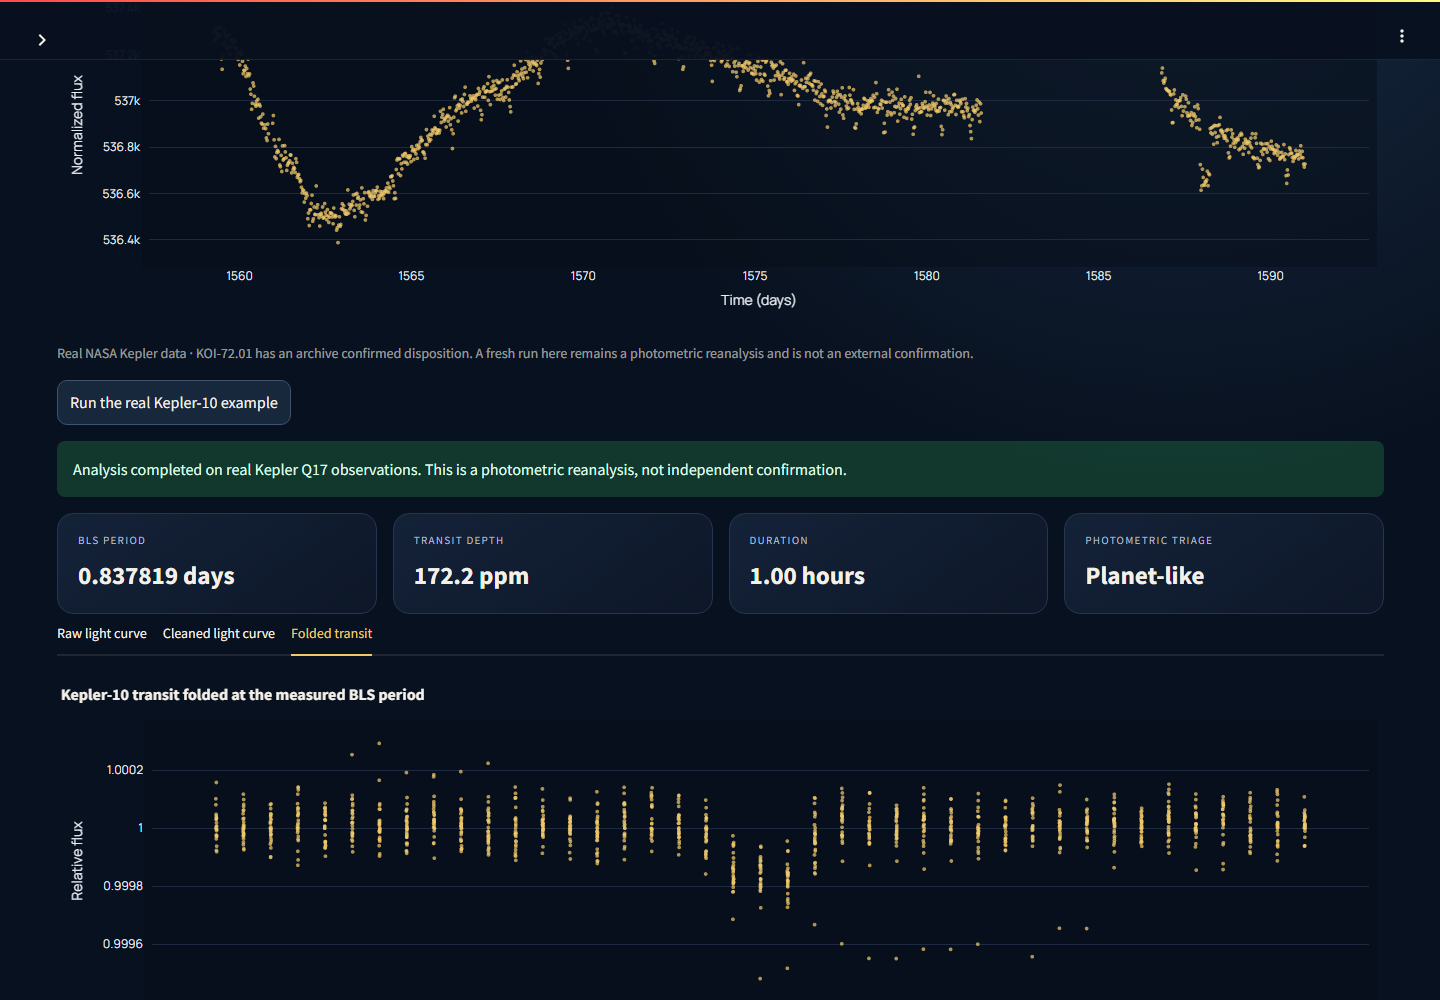 537.4k
537.2k
Normalized flux
537k
536.8k
536.6k
536.4k
1560 1565 1570 1575 1580 1585 1590
Time (days)
Real NASA Kepler data · KOI-72.01 has an archive confirmed disposition. A fresh run here remains a photometric reanalysis and is not an external confirmation.
Run the real Kepler-10 example
Analysis completed on real Kepler Q17 observations. This is a photometric reanalysis, not independent confirmation.
BLS PERIOD
0.837819 days
TRANSIT DEPTH
172.2 ppm
DURATION
1.00 hours
PHOTOMETRIC TRIAGE
Planet-like
Raw light curve Cleaned light curve Folded transit
Kepler-10 transit folded at the measured BLS period
Relative flux
1.0002
1
0.9998
0.9996